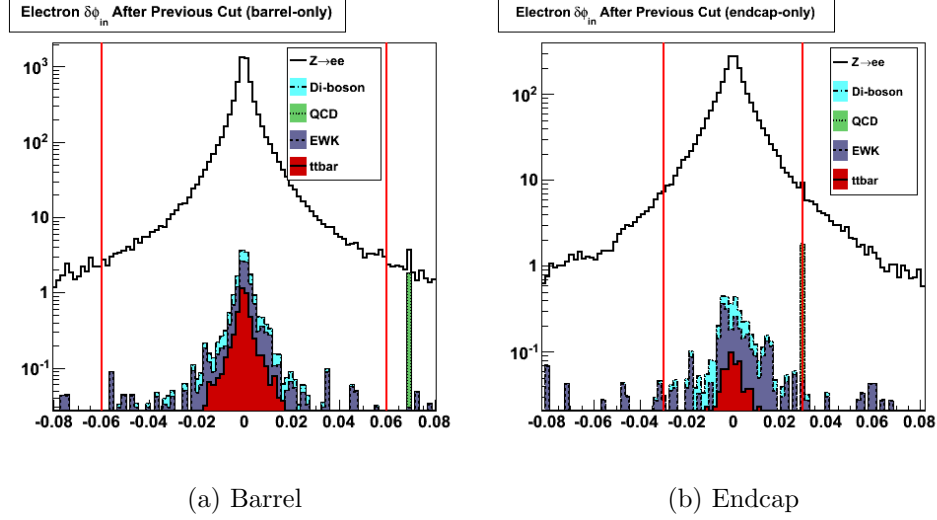 Electron δϕin After Previous Cut (barrel-only)
Z→ee
Di-boson
QCD
EWK
ttbar
10³
10²
10
1
10⁻¹
-0.08 -0.06 -0.04 -0.02 0 0.02 0.04 0.06 0.08
(a) Barrel
Electron δϕin After Previous Cut (endcap-only)
Z→ee
Di-boson
QCD
EWK
ttbar
10²
10
1
10⁻¹
-0.08 -0.06 -0.04 -0.02 0 0.02 0.04 0.06 0.08
(b) Endcap